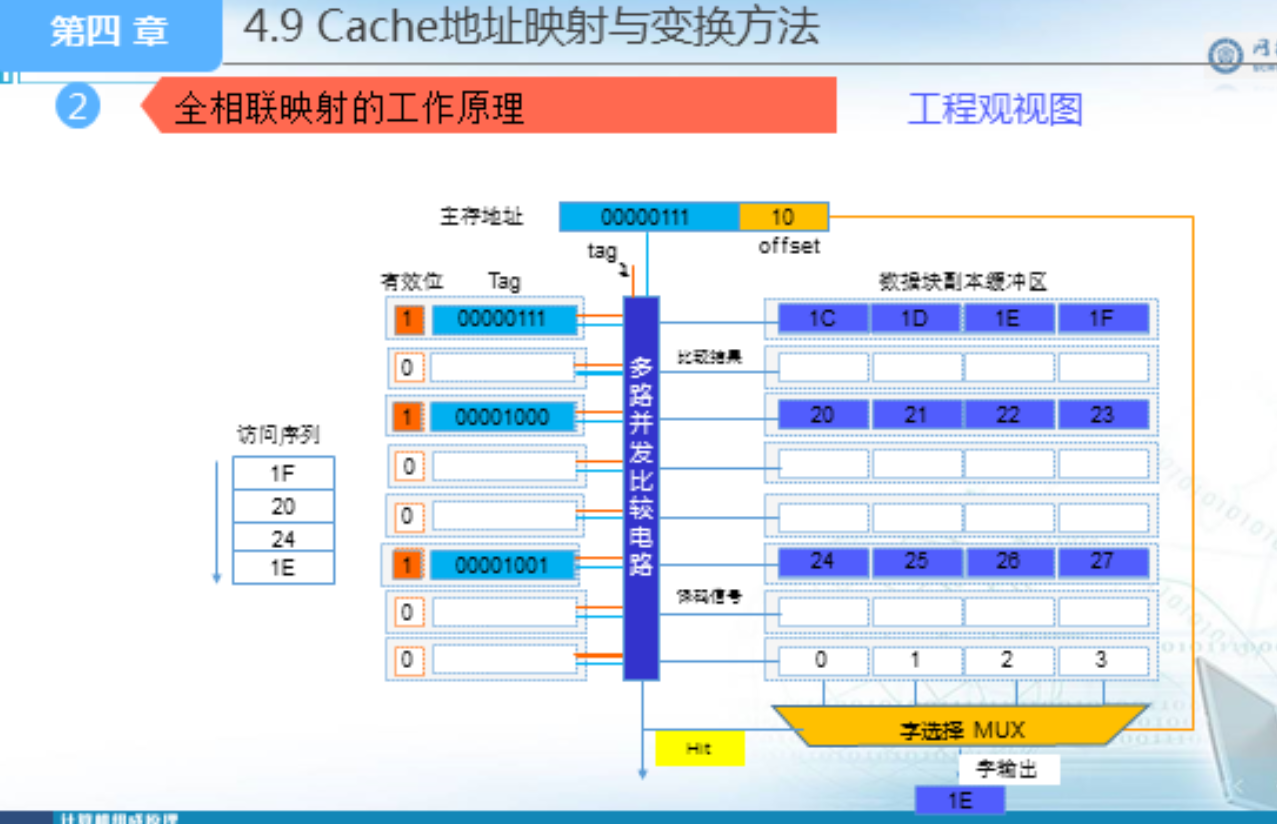 第四 章
4.9 Cache地址映射与变换方法
2
全相联映射的工作原理
工程观视图
主存地址
00000111
10
tag
offset
有效位
Tag
数据块副本缓冲区
1
00000111
1C
1D
1E
1F
0
比较结果
1
00001000
20
21
22
23
0
0
1
00001001
24
25
26
27
0
译码信号
0
0
1
2
3
多路并发比较电路
访问序列
1F
20
24
1E
字选择 MUX
Hit
字输出
1E
计算机组成原理